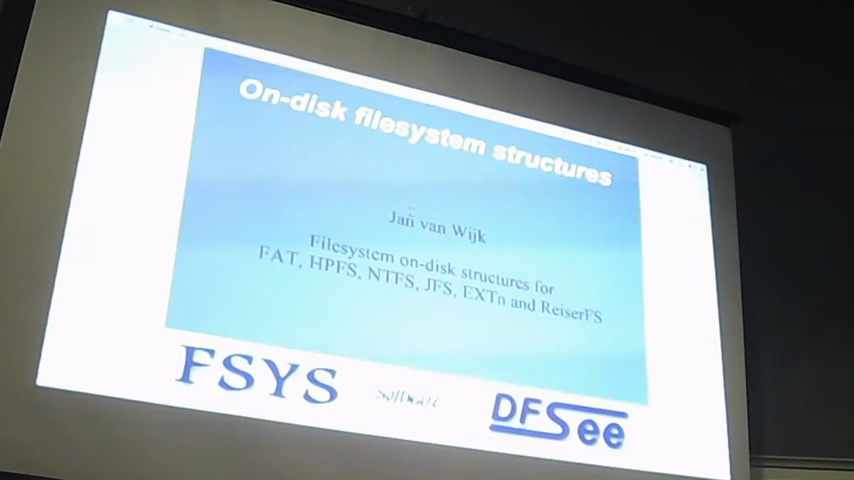 On-disk filesystem structures
Jan van Wijk
Filesystem on-disk structures for
FAT, HPFS, NTFS, JFS, EXTn and ReiserFS
FSYS Software DFSee